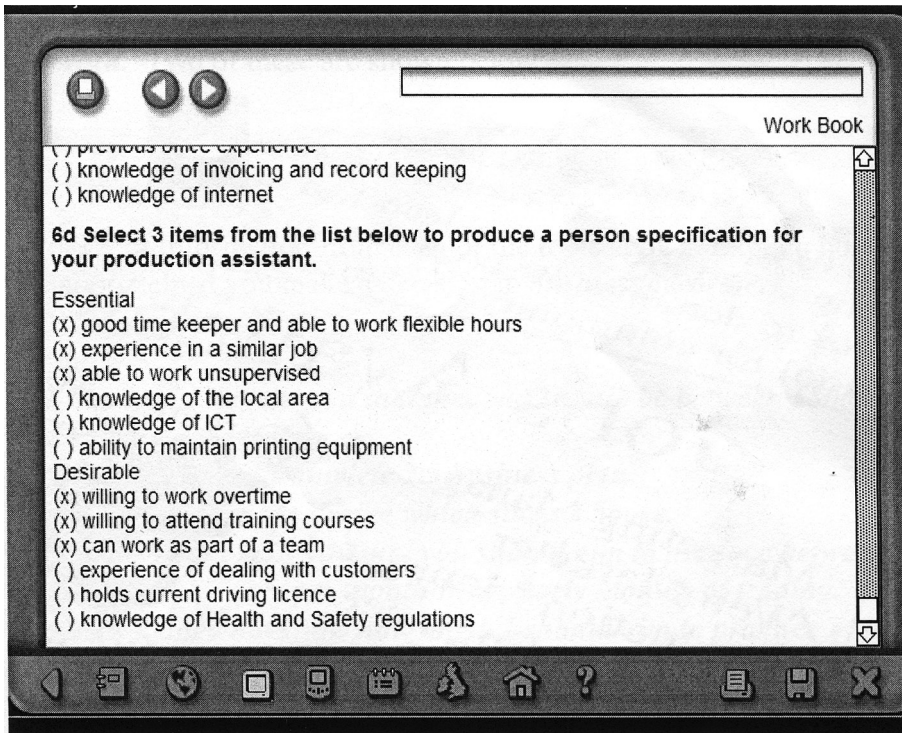 Work Book
( ) previous office experience
( ) knowledge of invoicing and record keeping
( ) knowledge of internet
6d Select 3 items from the list below to produce a person specification for
your production assistant.
Essential
(x) good time keeper and able to work flexible hours
(x) experience in a similar job
(x) able to work unsupervised
( ) knowledge of the local area
( ) knowledge of ICT
( ) ability to maintain printing equipment
Desirable
(x) willing to work overtime
(x) willing to attend training courses
(x) can work as part of a team
( ) experience of dealing with customers
( ) holds current driving licence
( ) knowledge of Health and Safety regulations
?